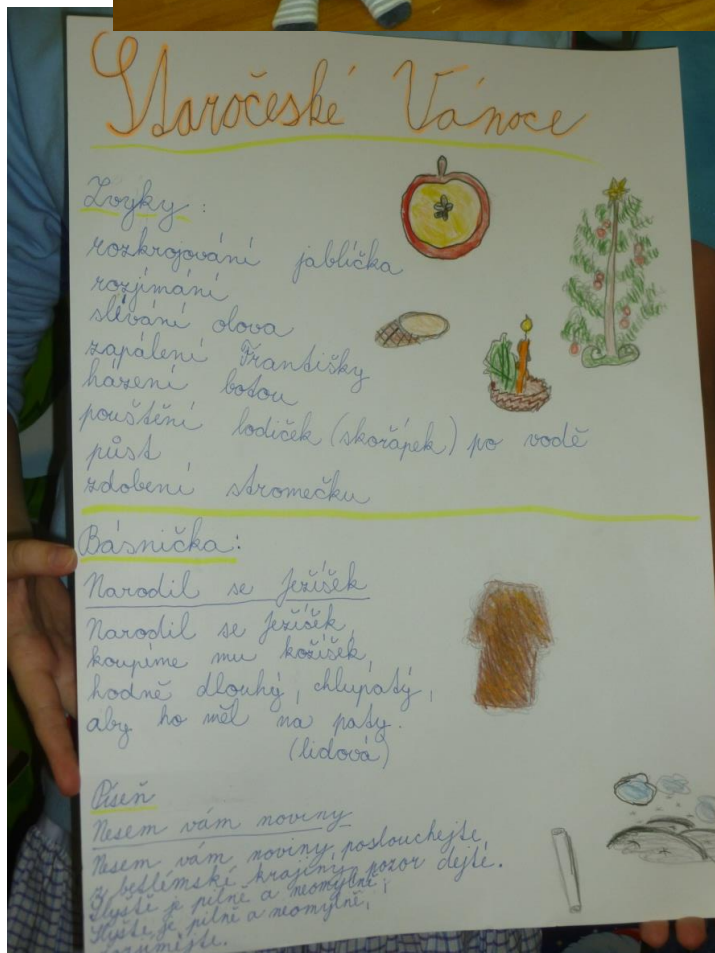 Staročeské Vánoce
Zvyky:
rozkrojování jablíčka
rozjímání
slévání olova
zapálení Františky
házení botou
pouštění lodiček (skořápek) po vodě
půst
zdobení stromečku
Básnička:
Narodil se Ježíšek
Narodil se Ježíšek,
koupíme mu kožíšek,
hodně dlouhý, chlupatý,
aby ho měl na paty.
(lidová)
Píseň
Nesem vám noviny
Nesem vám noviny poslouchejte,
z betlémské krajiny pozor dejte.
Slyšte je pilně a neomylně,
Slyšte je pilně a neomylně,
rozumějte.